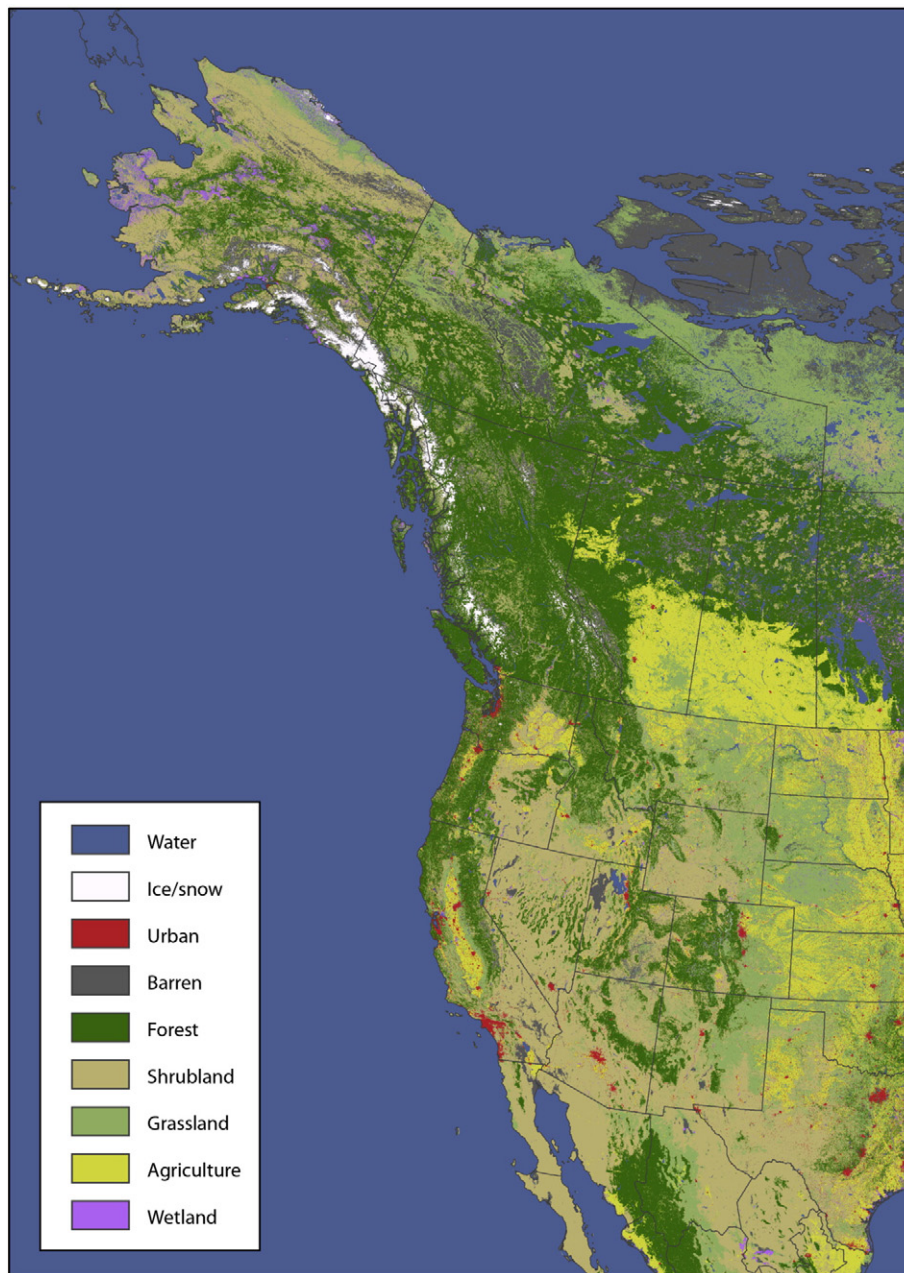 Water
Ice/snow
Urban
Barren
Forest
Shrubland
Grassland
Agriculture
Wetland